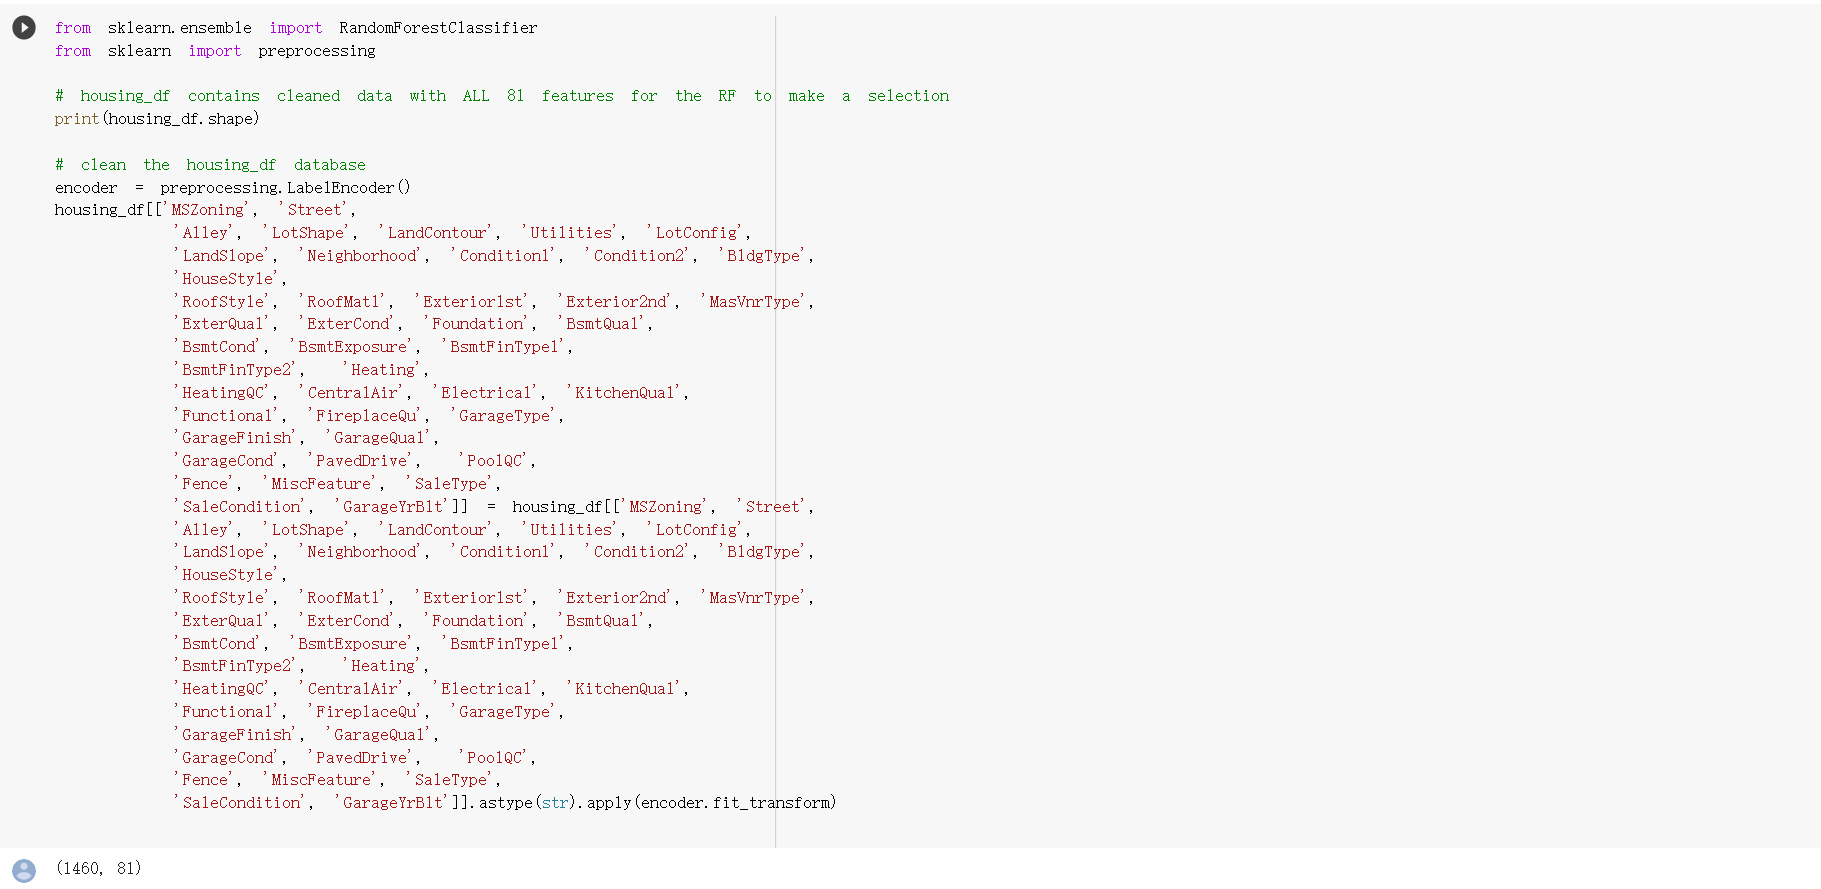 from sklearn.ensemble import RandomForestClassifier
from sklearn import preprocessing
# housing_df contains cleaned data with ALL 81 features for the RF to make a selection
print(housing_df.shape)
# clean the housing_df database
encoder = preprocessing.LabelEncoder()
housing_df[['MSZoning', 'Street',
'Alley', 'LotShape', 'LandContour', 'Utilities', 'LotConfig',
'LandSlope', 'Neighborhood', 'Condition1', 'Condition2', 'BldgType',
'HouseStyle',
'RoofStyle', 'RoofMatl', 'Exterior1st', 'Exterior2nd', 'MasVnrType',
'ExterQual', 'ExterCond', 'Foundation', 'BsmtQual',
'BsmtCond', 'BsmtExposure', 'BsmtFinType1',
'BsmtFinType2', 'Heating',
'HeatingQC', 'CentralAir', 'Electrical', 'KitchenQual',
'Functional', 'FireplaceQu', 'GarageType',
'GarageFinish', 'GarageQual',
'GarageCond', 'PavedDrive', 'PoolQC',
'Fence', 'MiscFeature', 'SaleType',
'SaleCondition', 'GarageYrBlt']] = housing_df[['MSZoning', 'Street',
'Alley', 'LotShape', 'LandContour', 'Utilities', 'LotConfig',
'LandSlope', 'Neighborhood', 'Condition1', 'Condition2', 'BldgType',
'HouseStyle',
'RoofStyle', 'RoofMatl', 'Exterior1st', 'Exterior2nd', 'MasVnrType',
'ExterQual', 'ExterCond', 'Foundation', 'BsmtQual',
'BsmtCond', 'BsmtExposure', 'BsmtFinType1',
'BsmtFinType2', 'Heating',
'HeatingQC', 'CentralAir', 'Electrical', 'KitchenQual',
'Functional', 'FireplaceQu', 'GarageType',
'GarageFinish', 'GarageQual',
'GarageCond', 'PavedDrive', 'PoolQC',
'Fence', 'MiscFeature', 'SaleType',
'SaleCondition', 'GarageYrBlt']].astype(str).apply(encoder.fit_transform)
(1460, 81)